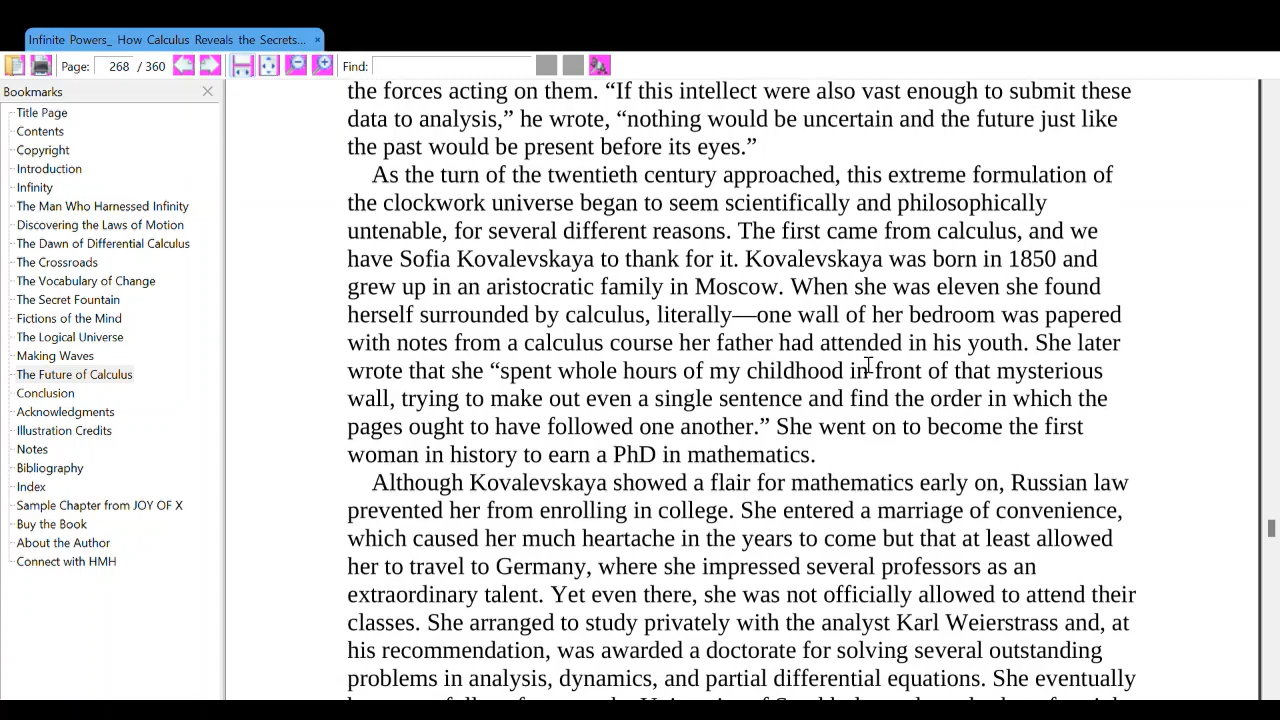 Infinite Powers_ How Calculus Reveals the Secrets... ×
Page: 268 / 360 Find:
Bookmarks
Title Page
Contents
Copyright
Introduction
Infinity
The Man Who Harnessed Infinity
Discovering the Laws of Motion
The Dawn of Differential Calculus
The Crossroads
The Vocabulary of Change
The Secret Fountain
Fictions of the Mind
The Logical Universe
Making Waves
The Future of Calculus
Conclusion
Acknowledgments
Illustration Credits
Notes
Bibliography
Index
Sample Chapter from JOY OF X
Buy the Book
About the Author
Connect with HMH
the forces acting on them. “If this intellect were also vast enough to submit these
data to analysis,” he wrote, “nothing would be uncertain and the future just like
the past would be present before its eyes.”
As the turn of the twentieth century approached, this extreme formulation of
the clockwork universe began to seem scientifically and philosophically
untenable, for several different reasons. The first came from calculus, and we
have Sofia Kovalevskaya to thank for it. Kovalevskaya was born in 1850 and
grew up in an aristocratic family in Moscow. When she was eleven she found
herself surrounded by calculus, literally—one wall of her bedroom was papered
with notes from a calculus course her father had attended in his youth. She later
wrote that she “spent whole hours of my childhood in front of that mysterious
wall, trying to make out even a single sentence and find the order in which the
pages ought to have followed one another.” She went on to become the first
woman in history to earn a PhD in mathematics.
Although Kovalevskaya showed a flair for mathematics early on, Russian law
prevented her from enrolling in college. She entered a marriage of convenience,
which caused her much heartache in the years to come but that at least allowed
her to travel to Germany, where she impressed several professors as an
extraordinary talent. Yet even there, she was not officially allowed to attend their
classes. She arranged to study privately with the analyst Karl Weierstrass and, at
his recommendation, was awarded a doctorate for solving several outstanding
problems in analysis, dynamics, and partial differential equations. She eventually